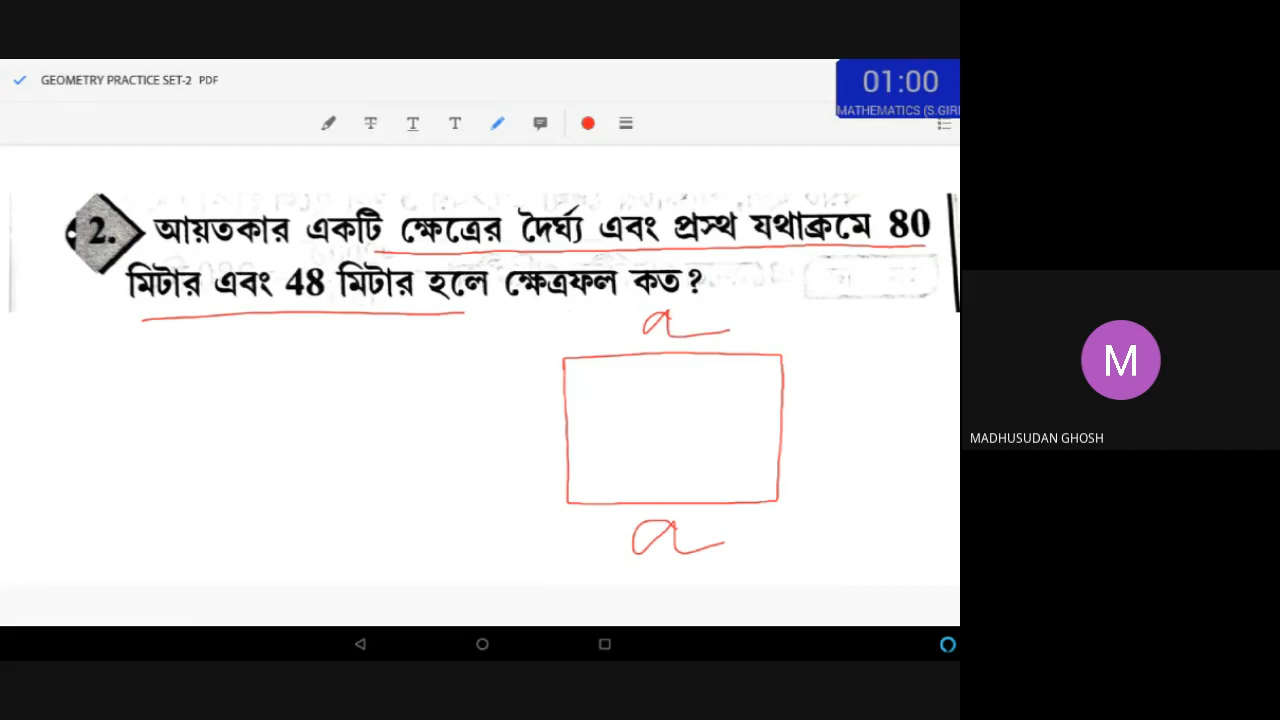 GEOMETRY PRACTICE SET-2 PDF
01:00
MATHEMATICS (S.GIRI
T T T
2. আয়তকার একটি ক্ষেত্রের দৈর্ঘ্য এবং প্রস্থ যথাক্রমে 80
মিটার এবং 48 মিটার হলে ক্ষেত্রফল কত?
a
a
M
MADHUSUDAN GHOSH